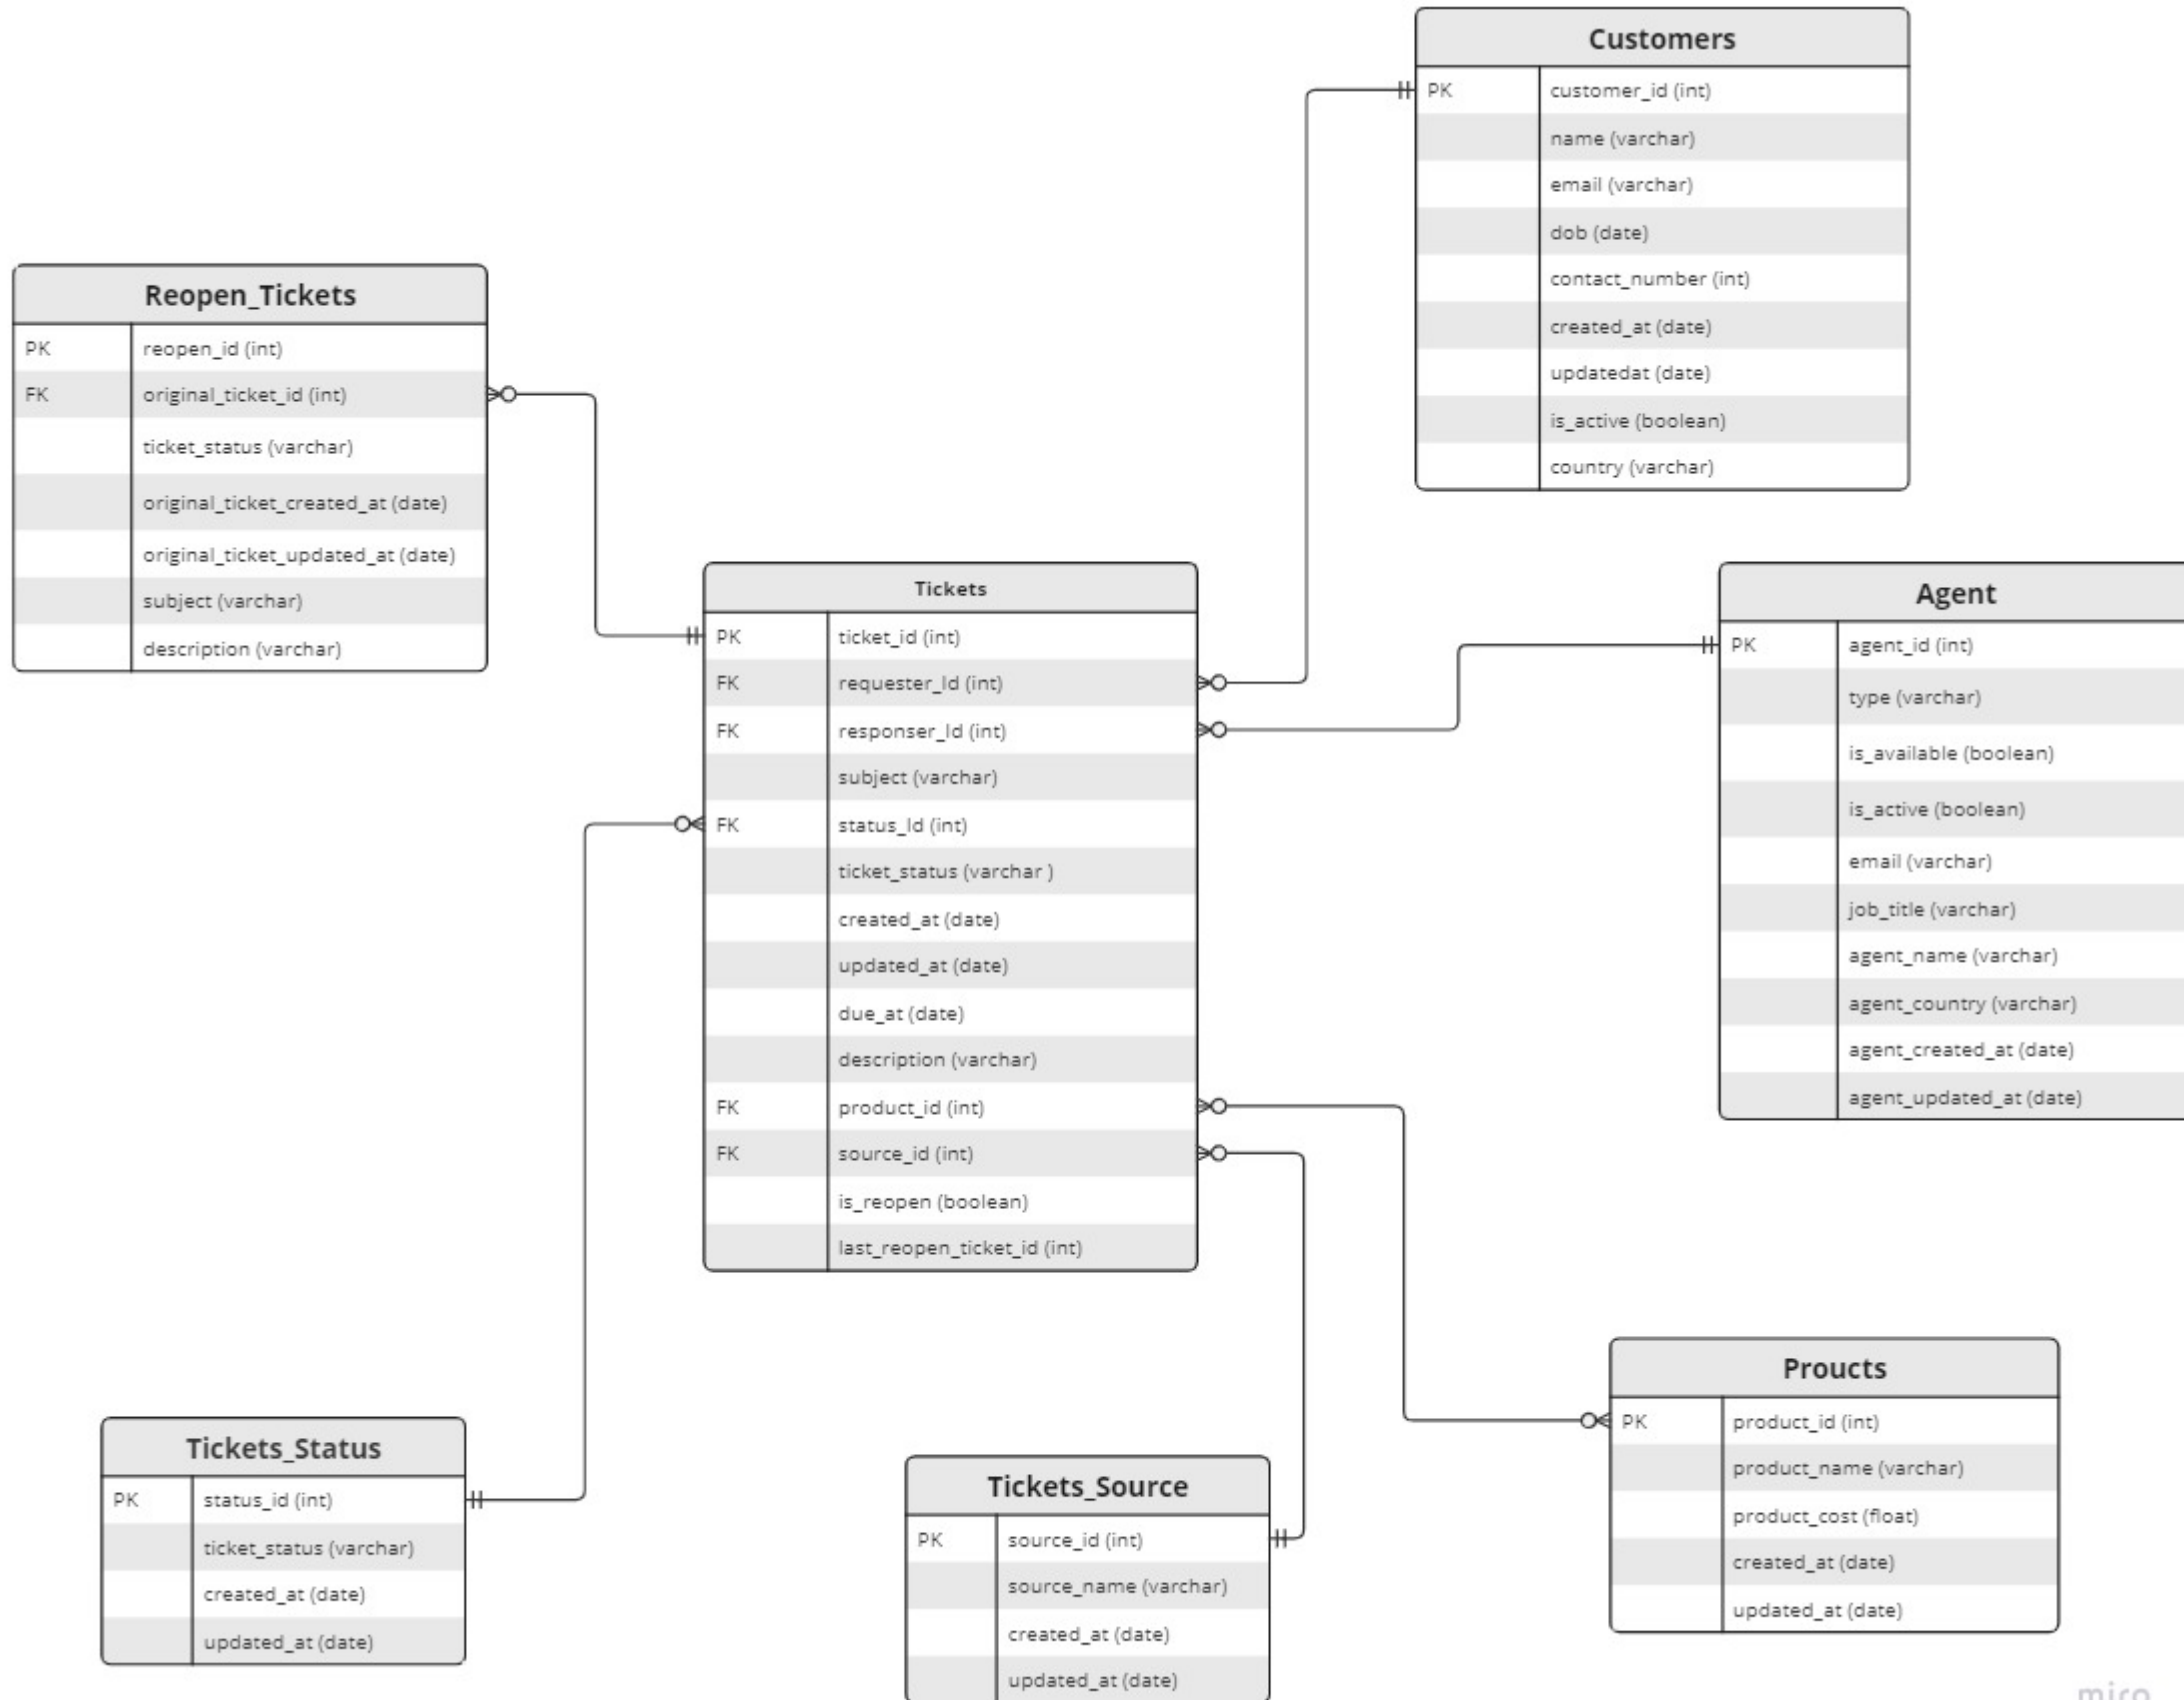 Customers
PK customer_id (int)
name (varchar)
email (varchar)
dob (date)
contact_number (int)
created_at (date)
updatedat (date)
is_active (boolean)
country (varchar)
Reopen_Tickets
PK reopen_id (int)
FK original_ticket_id (int)
ticket_status (varchar)
original_ticket_created_at (date)
original_ticket_updated_at (date)
subject (varchar)
description (varchar)
Tickets
PK ticket_id (int)
FK requester_Id (int)
FK responser_Id (int)
subject (varchar)
FK status_Id (int)
ticket_status (varchar )
created_at (date)
updated_at (date)
due_at (date)
description (varchar)
FK product_id (int)
FK source_id (int)
is_reopen (boolean)
last_reopen_ticket_id (int)
Agent
PK agent_id (int)
type (varchar)
is_available (boolean)
is_active (boolean)
email (varchar)
job_title (varchar)
agent_name (varchar)
agent_country (varchar)
agent_created_at (date)
agent_updated_at (date)
Tickets_Status
PK status_id (int)
ticket_status (varchar)
created_at (date)
updated_at (date)
Tickets_Source
PK source_id (int)
source_name (varchar)
created_at (date)
updated_at (date)
Proucts
PK product_id (int)
product_name (varchar)
product_cost (float)
created_at (date)
updated_at (date)
miro